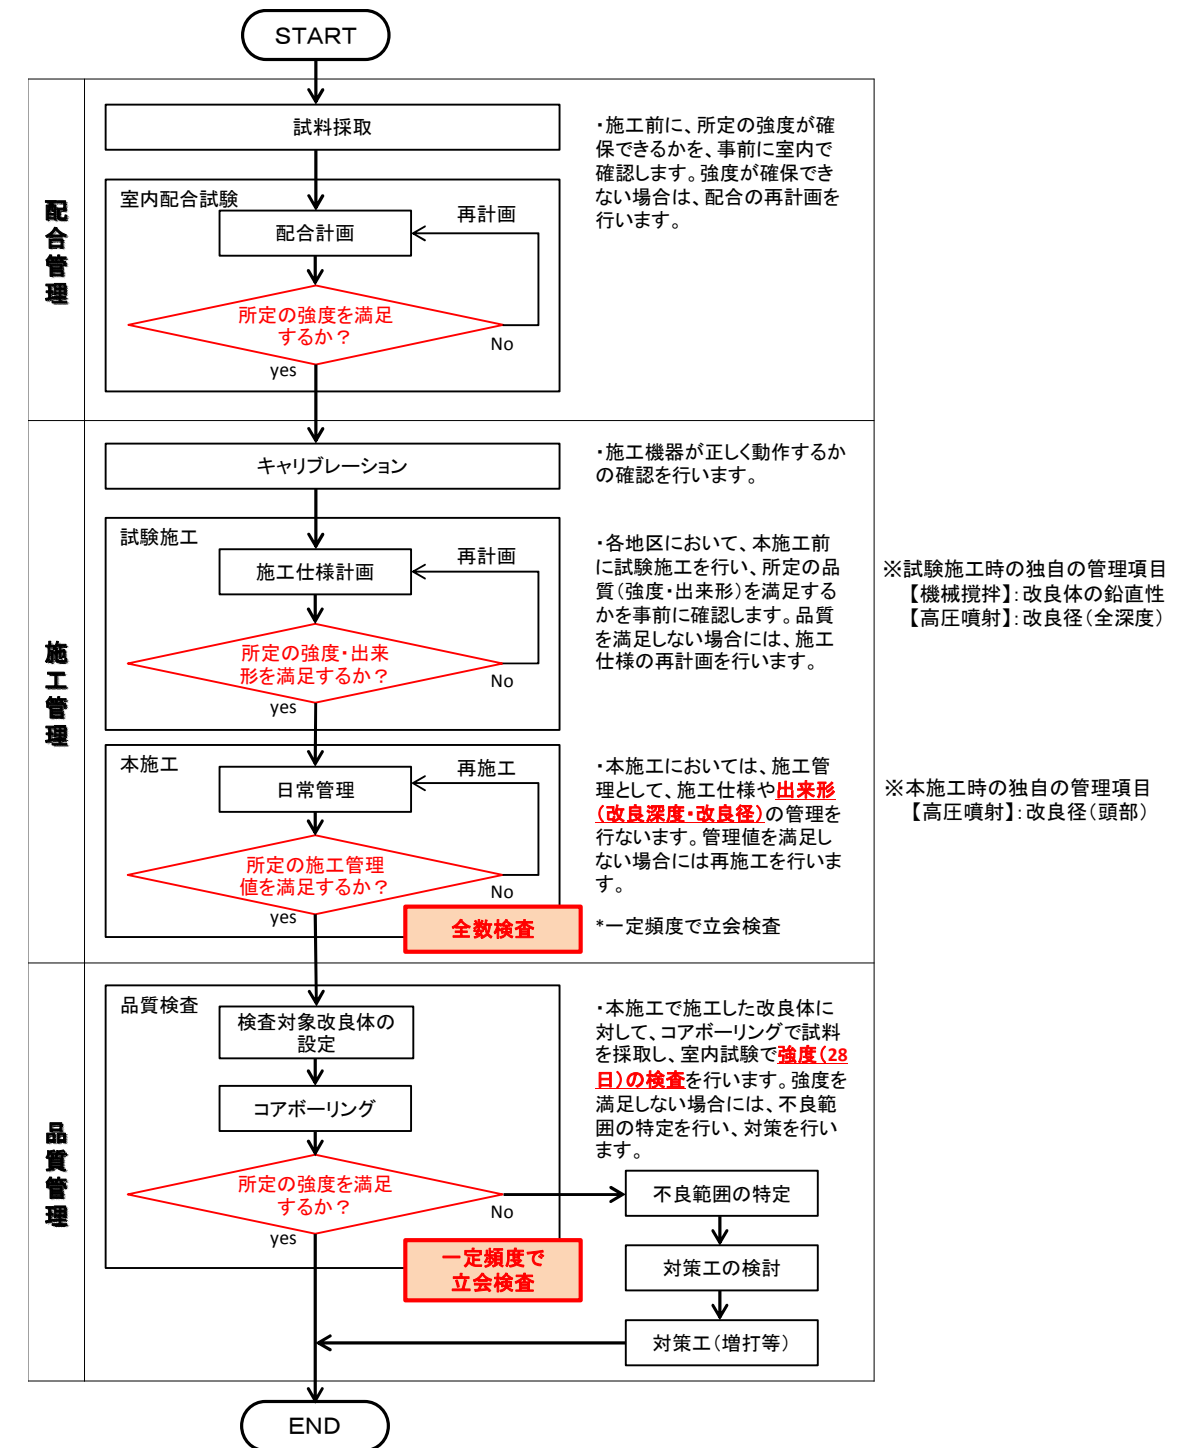 START
配合管理
試料採取
・施工前に、所定の強度が確
保できるかを、事前に室内で
確認します。強度が確保でき
ない場合は、配合の再計画を
行います。
室内配合試験
再計画
配合計画
所定の強度を満足
するか？
No
yes
施工管理
キャリブレーション
・施工機器が正しく動作するか
の確認を行います。
試験施工
再計画
施工仕様計画
・各地区において、本施工前
に試験施工を行い、所定の品
質（強度・出来形）を満足する
かを事前に確認します。品質
を満足しない場合には、施工
仕様の再計画を行います。
※試験施工時の独自の管理項目
【機械撹拌】：改良体の鉛直性
【高圧噴射】：改良径（全深度）
所定の強度・出来
形を満足するか？
No
yes
本施工
再施工
日常管理
・本施工においては、施工管
理として、施工仕様や出来形
（改良深度・改良径）の管理を
行ないます。管理値を満足し
ない場合には再施工を行いま
す。
*一定頻度で立会検査
※本施工時の独自の管理項目
【高圧噴射】：改良径（頭部）
所定の施工管理
値を満足するか？
No
yes
全数検査
品質管理
品質検査
検査対象改良体の
設定
コアボーリング
・本施工で施工した改良体に
対して、コアボーリングで試料
を採取し、室内試験で強度（28
日）の検査を行います。強度を
満足しない場合には、不良範
囲の特定を行い、対策を行い
ます。
所定の強度を満足
するか？
No
yes
一定頻度で
立会検査
不良範囲の特定
対策工の検討
対策工（増打等）
END